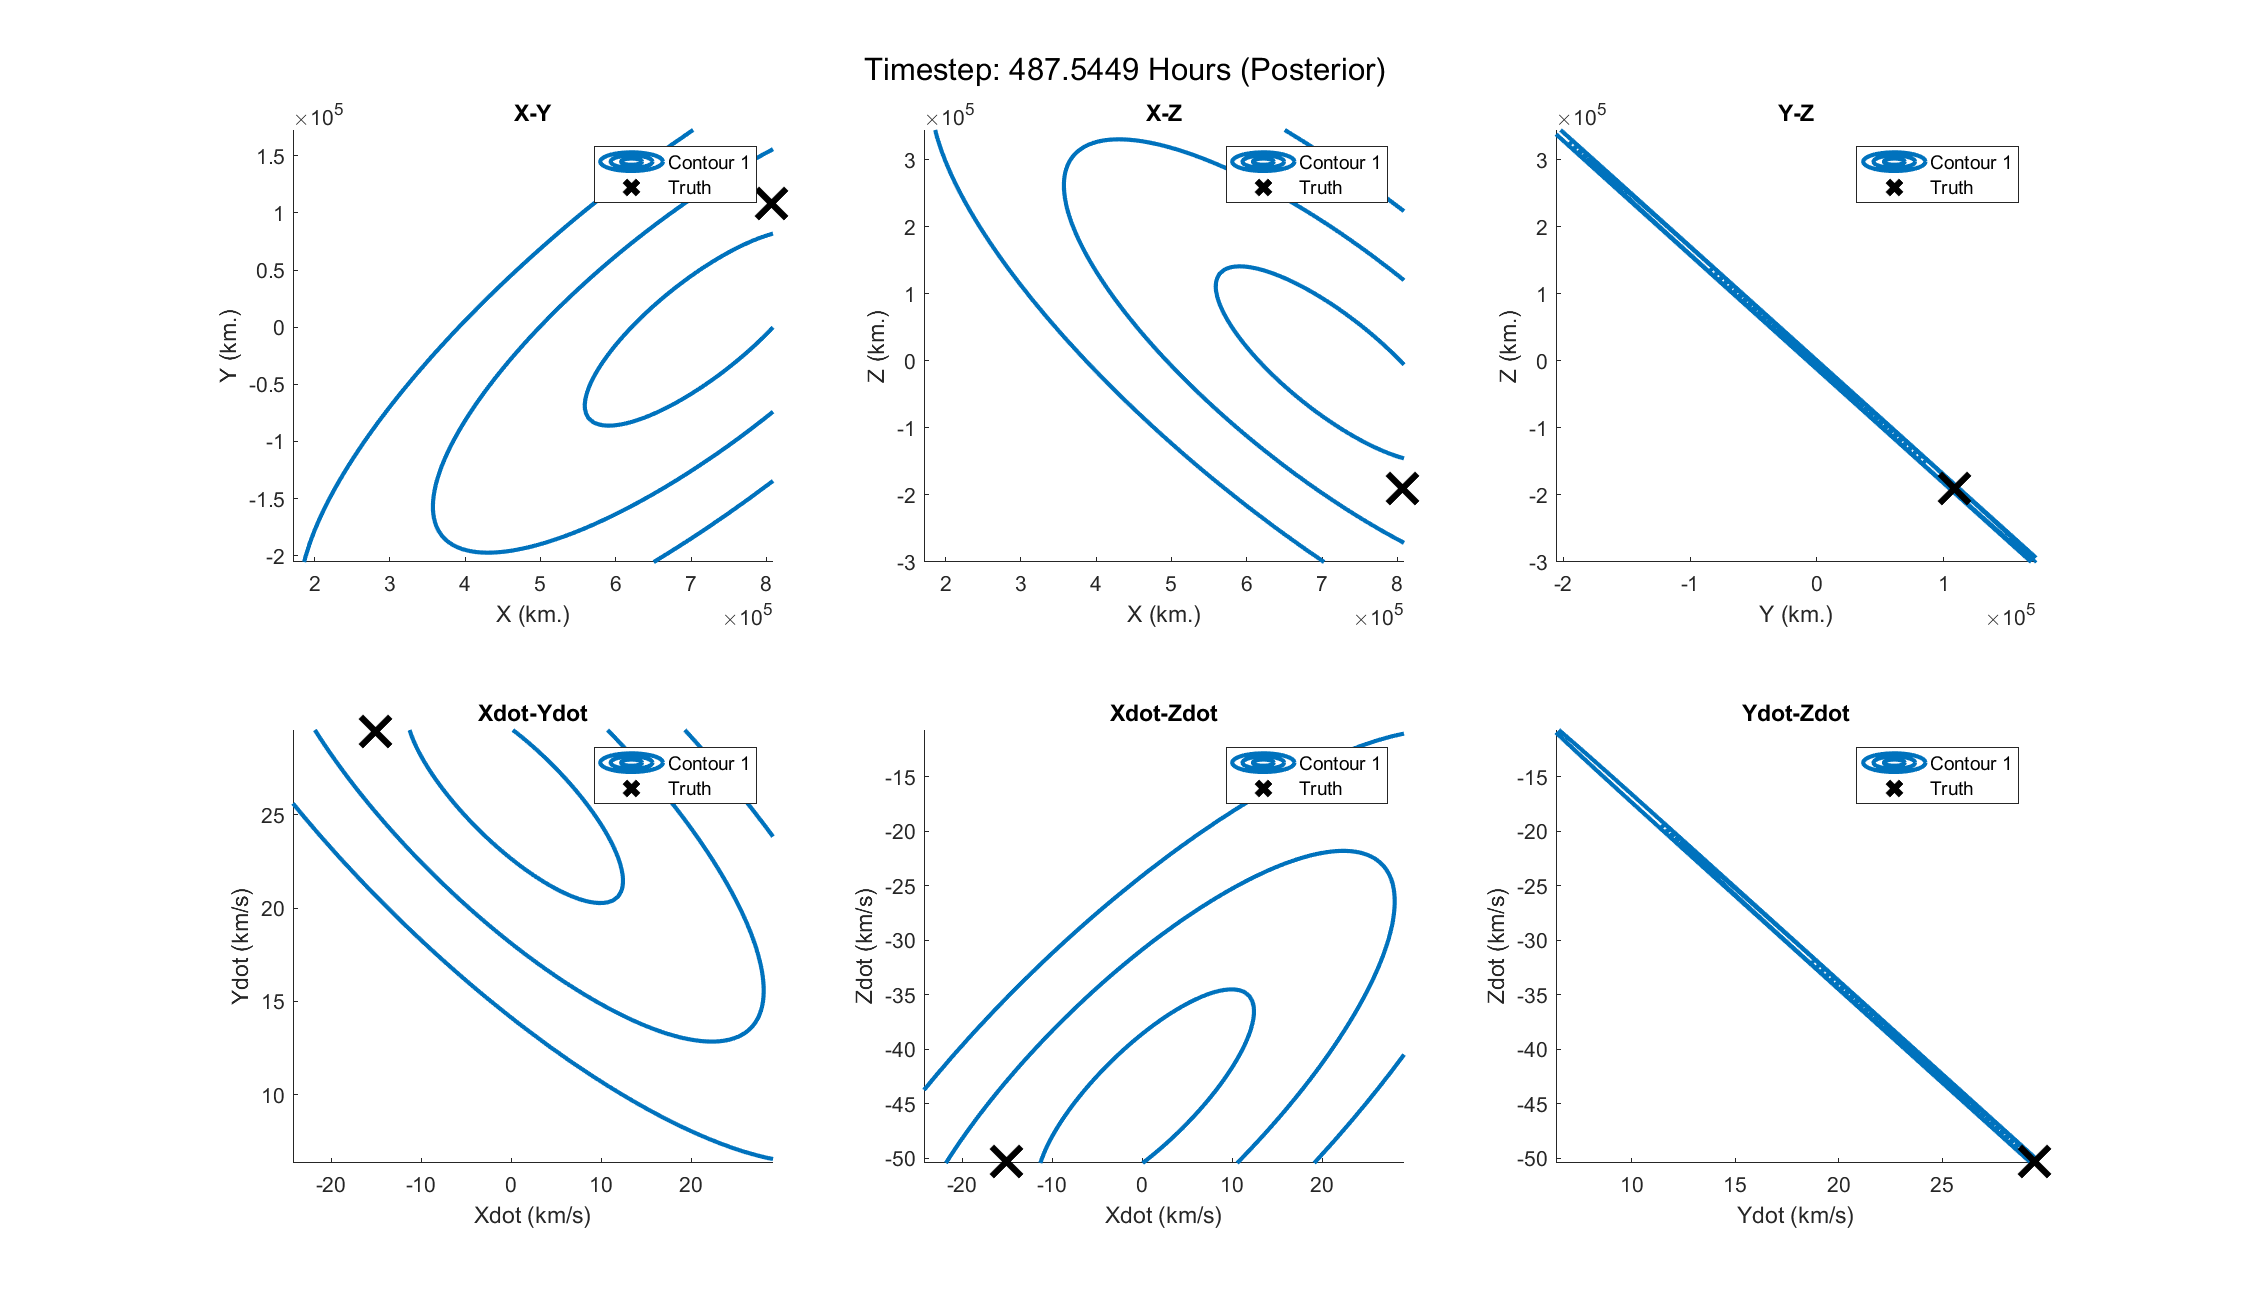 Timestep: 487.5449 Hours (Posterior)
X-Y
×10^5
1.5
1
0.5
0
-0.5
-1
-1.5
-2
Y (km.)
2 3 4 5 6 7 8
X (km.)
×10^5
Contour 1
Truth
X-Z
×10^5
3
2
1
0
-1
-2
-3
Z (km.)
2 3 4 5 6 7 8
X (km.)
×10^5
Contour 1
Truth
Y-Z
×10^5
3
2
1
0
-1
-2
-3
Z (km.)
-2 -1 0 1
Y (km.)
×10^5
Contour 1
Truth
Xdot-Ydot
25
20
15
10
Ydot (km/s)
-20 -10 0 10 20
Xdot (km/s)
Contour 1
Truth
Xdot-Zdot
-15
-20
-25
-30
-35
-40
-45
-50
Zdot (km/s)
-20 -10 0 10 20
Xdot (km/s)
Contour 1
Truth
Ydot-Zdot
-15
-20
-25
-30
-35
-40
-45
-50
Zdot (km/s)
10 15 20 25
Ydot (km/s)
Contour 1
Truth